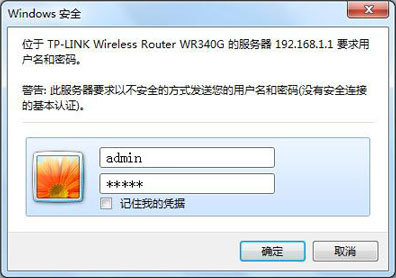 Windows 安全
位于 TP-LINK Wireless Router WR340G 的服务器 192.168.1.1 要求用
户名和密码。
警告: 此服务器要求以不安全的方式发送您的用户名和密码(没有安全连接
的基本认证)。
admin
*****
记住我的凭据
确定
取消